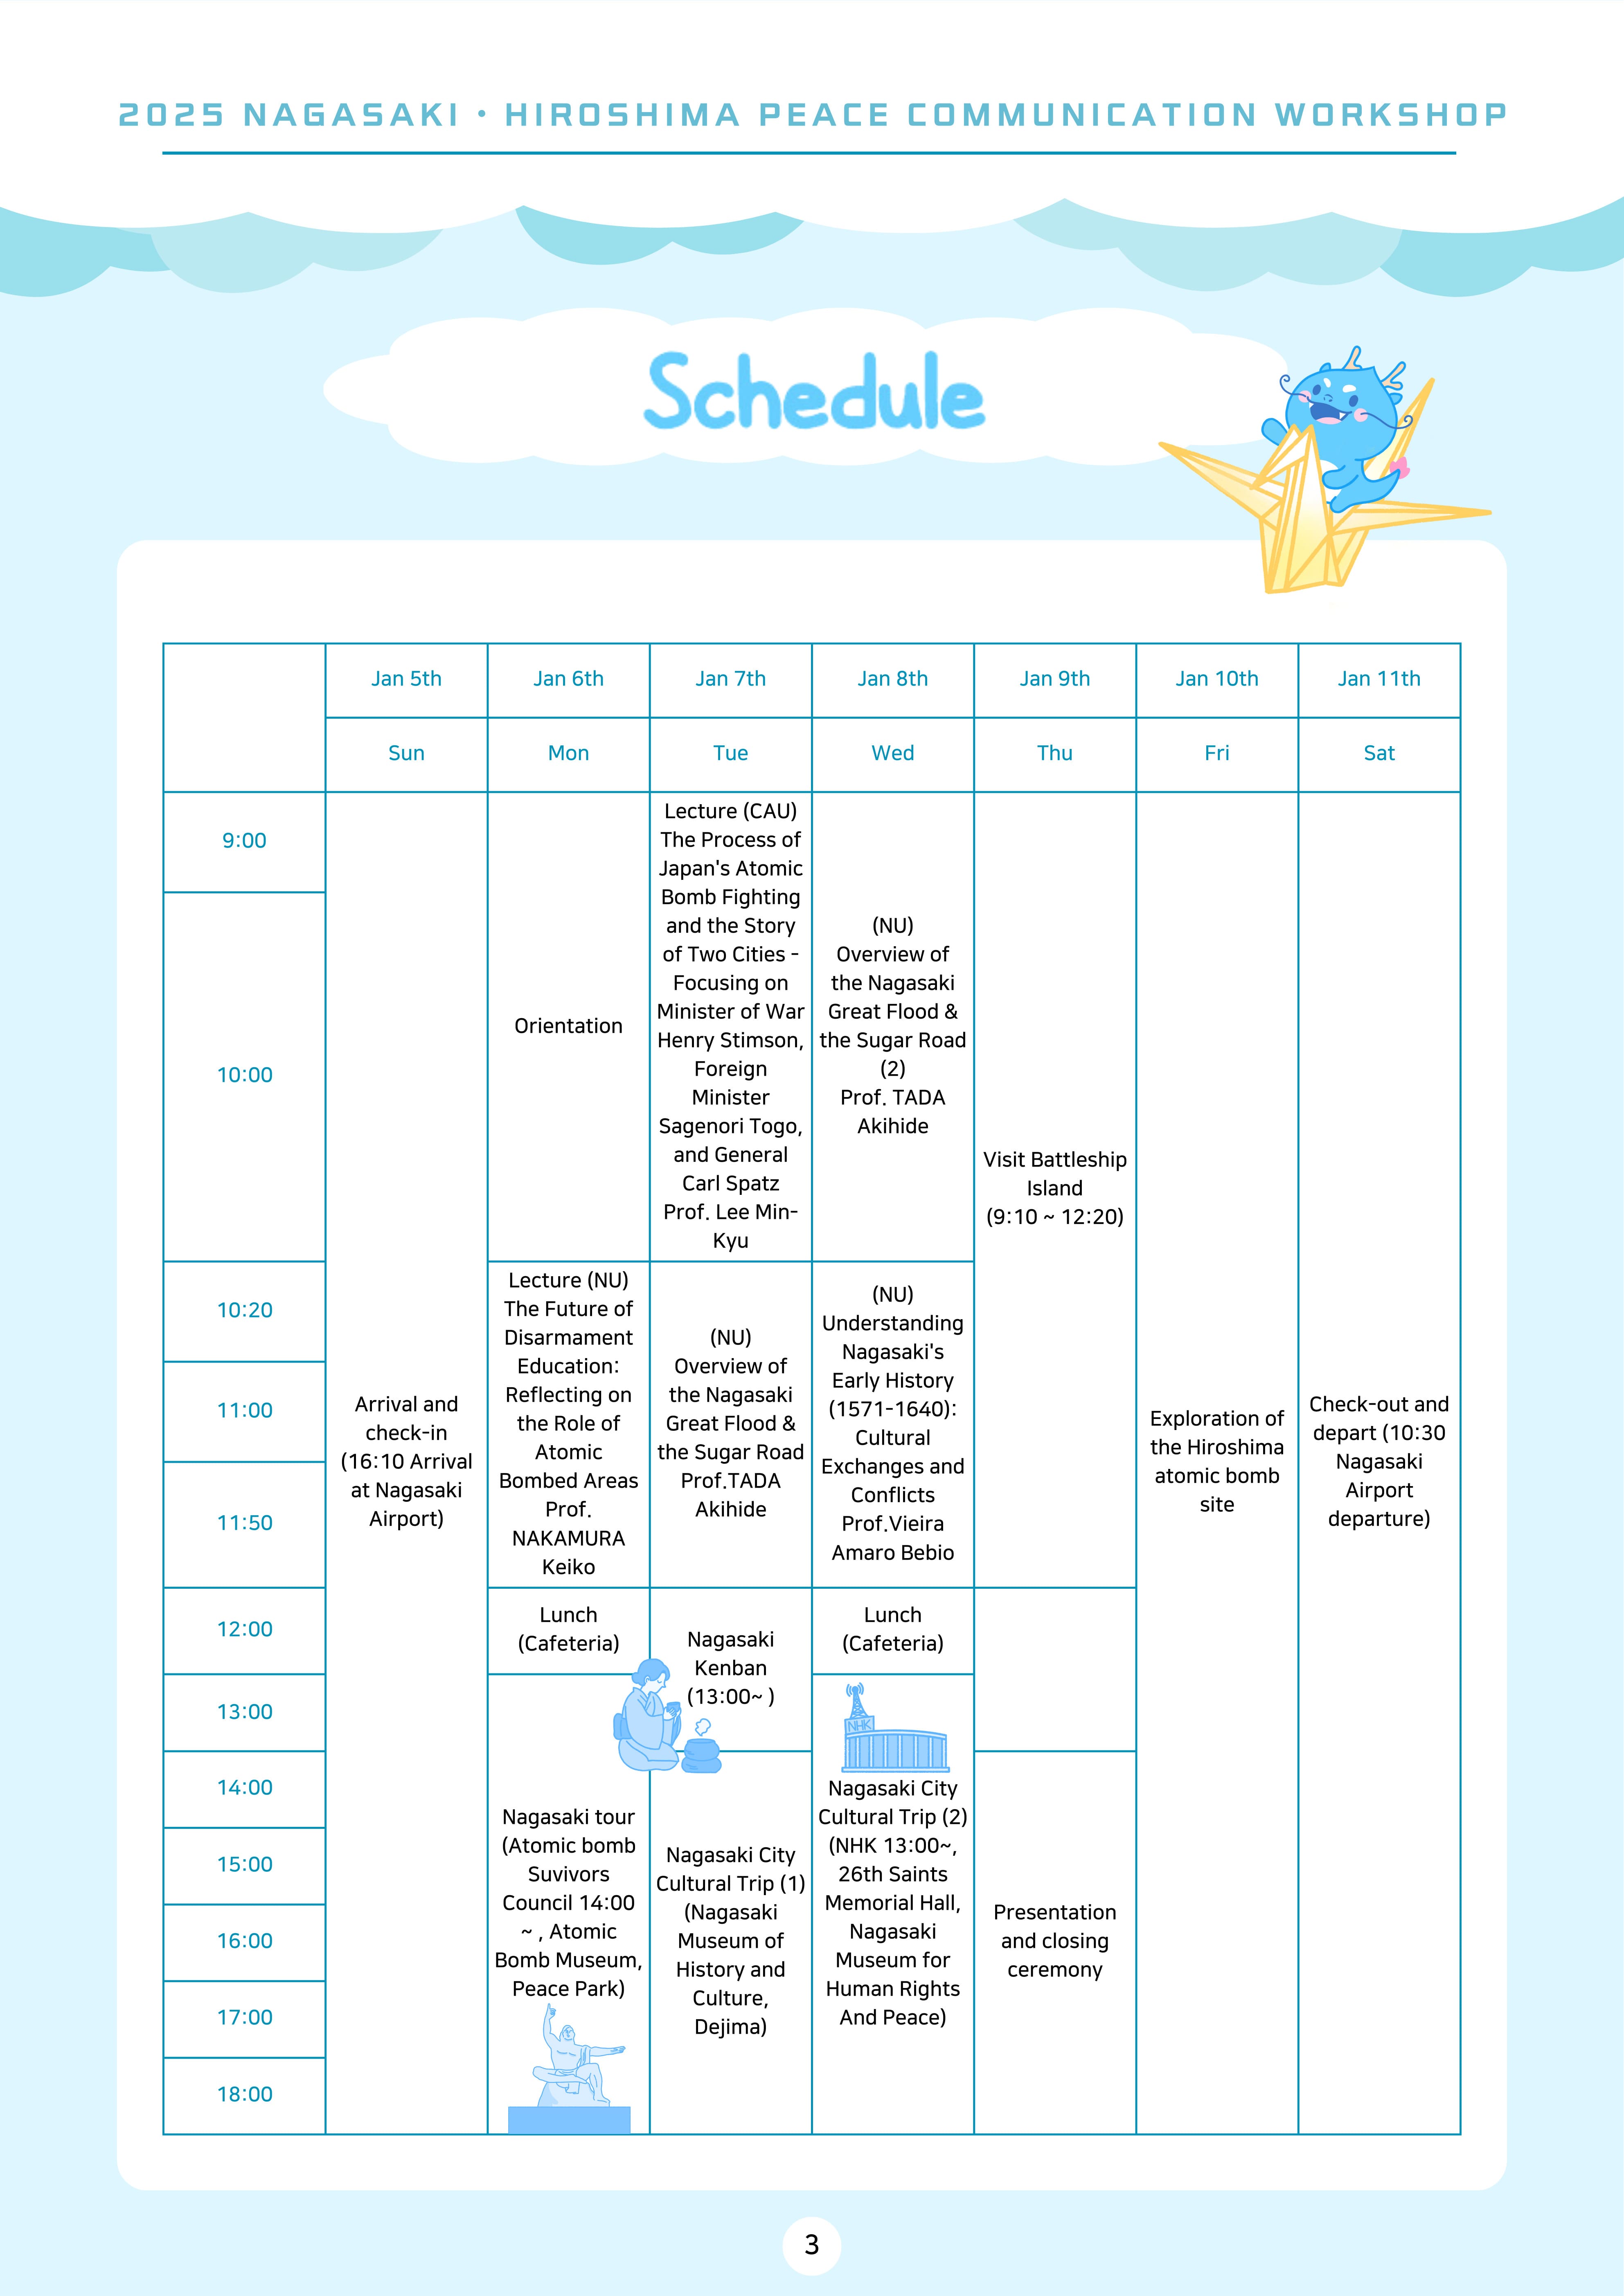 2025 NAGASAKI • HIROSHIMA PEACE COMMUNICATION WORKSHOP
Schedule
Jan 5th
Jan 6th
Jan 7th
Jan 8th
Jan 9th
Jan 10th
Jan 11th
Sun
Mon
Tue
Wed
Thu
Fri
Sat
9:00
10:00
10:20
11:00
11:50
12:00
13:00
14:00
15:00
16:00
17:00
18:00
Arrival and
check-in
(16:10 Arrival
at Nagasaki
Airport)
Orientation
Lecture (NU)
The Future of
Disarmament
Education:
Reflecting on
the Role of
Atomic
Bombed Areas
Prof.
NAKAMURA
Keiko
Lunch
(Cafeteria)
Nagasaki tour
(Atomic bomb
Suvivors
Council 14:00
~ , Atomic
Bomb Museum,
Peace Park)
Lecture (CAU)
The Process of
Japan's Atomic
Bomb Fighting
and the Story
of Two Cities -
Focusing on
Minister of War
Henry Stimson,
Foreign
Minister
Sagenori Togo,
and General
Carl Spatz
Prof. Lee Min-
Kyu
(NU)
Overview of
the Nagasaki
Great Flood &
the Sugar Road
Prof.TADA
Akihide
Nagasaki
Kenban
(13:00~ )
Nagasaki City
Cultural Trip (1)
(Nagasaki
Museum of
History and
Culture,
Dejima)
(NU)
Overview of
the Nagasaki
Great Flood &
the Sugar Road
(2)
Prof. TADA
Akihide
(NU)
Understanding
Nagasaki's
Early History
(1571-1640):
Cultural
Exchanges and
Conflicts
Prof.Vieira
Amaro Bebio
Lunch
(Cafeteria)
NHK
Nagasaki City
Cultural Trip (2)
(NHK 13:00~,
26th Saints
Memorial Hall,
Nagasaki
Museum for
Human Rights
And Peace)
Visit Battleship
Island
(9:10 ~ 12:20)
Presentation
and closing
ceremony
Exploration of
the Hiroshima
atomic bomb
site
Check-out and
depart (10:30
Nagasaki
Airport
departure)
3